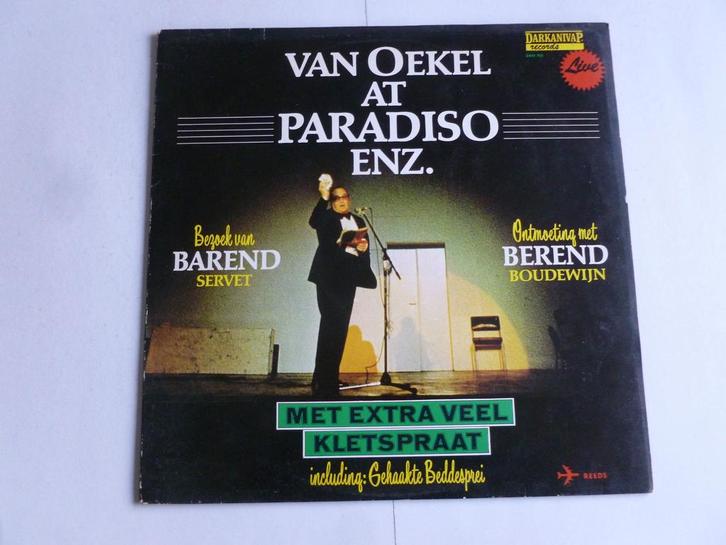 DARKANIVAP.
records
Live
VAN OEKEL
AT
PARADISO
ENZ.
Bezoek van
BAREND
SERVET
Ontmoeting met
BEREND
BOUDEWIJN
MET EXTRA VEEL
KLETSPRAAT
including: Gehaakte Beddesprei
REEDS